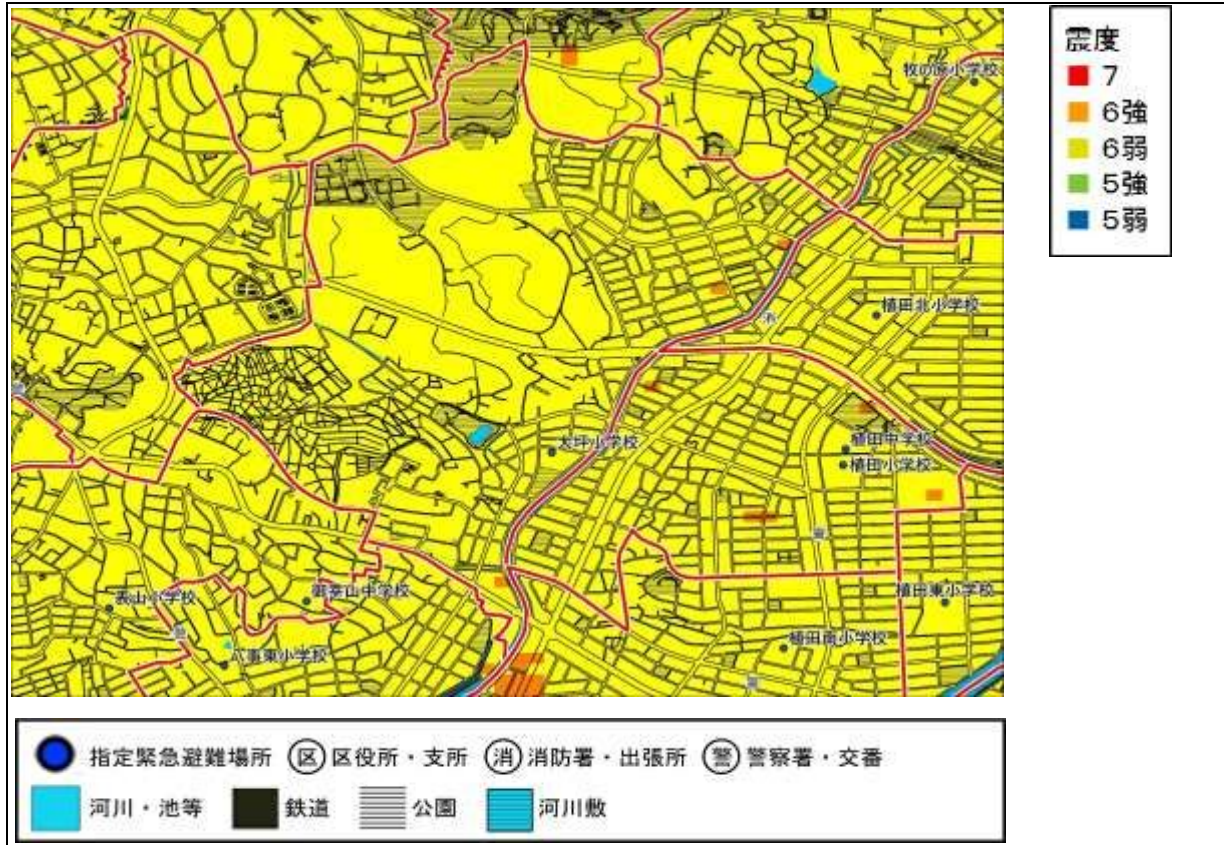 震度
7
6強
6弱
5強
5弱
牧の原小学校
植田北小学校
大坪小学校
植田中学校
植田小学校
表山小学校
御幸山中学校
植田東小学校
八事東小学校
植田南小学校
消
指定緊急避難場所 区 区役所・支所 消 消防署・出張所 警 警察署・交番
河川・池等 鉄道 公園 河川敷